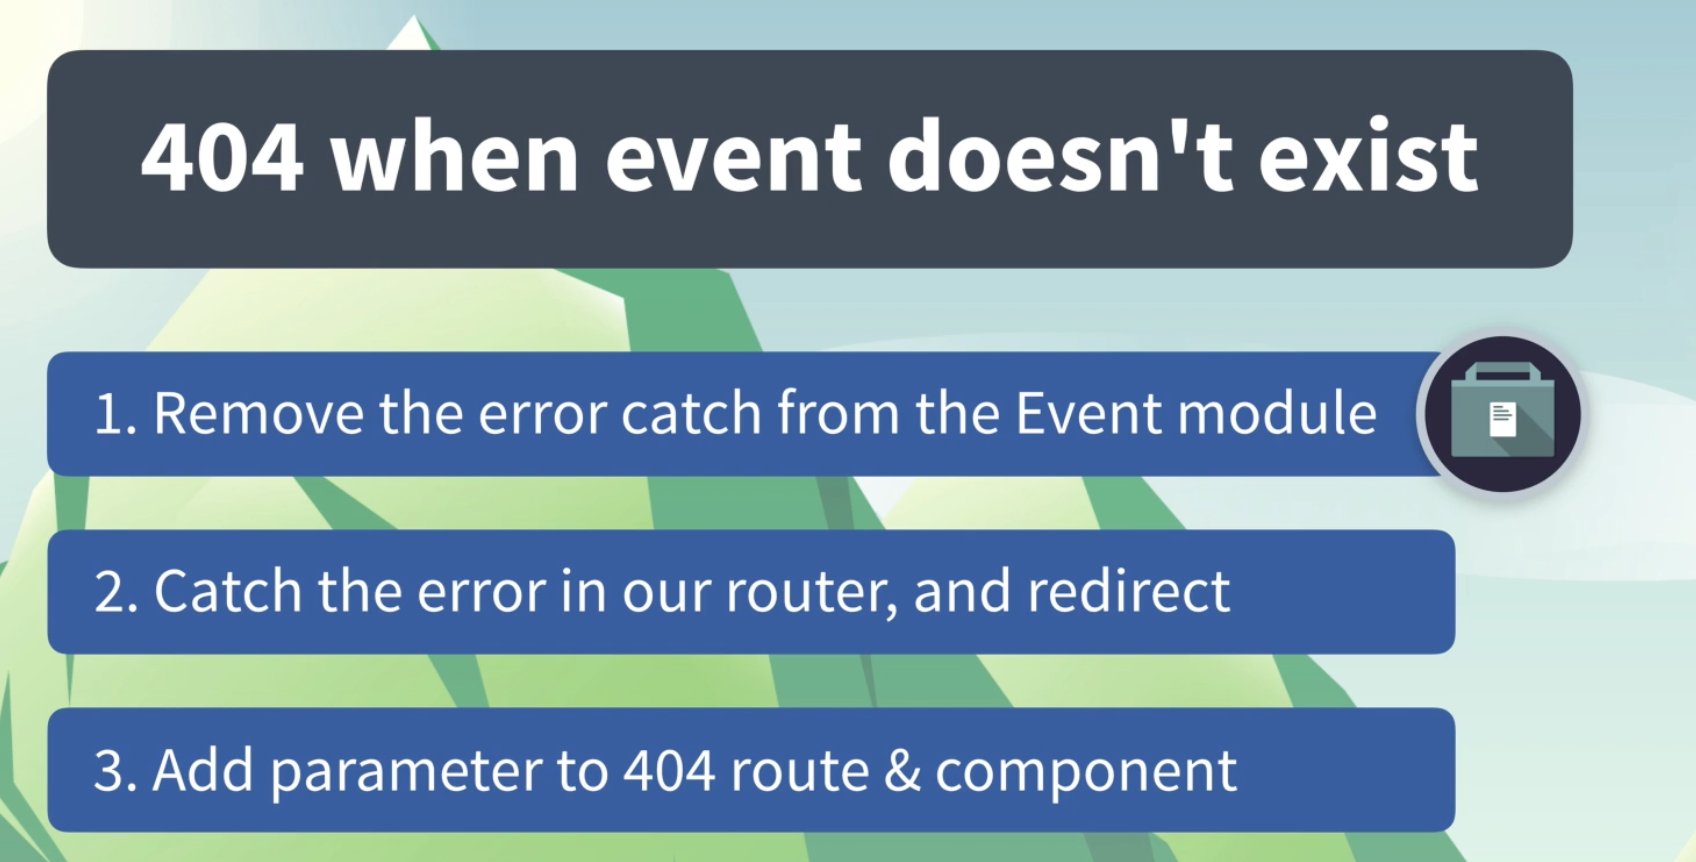 404 when event doesn't exist
1. Remove the error catch from the Event module
2. Catch the error in our router, and redirect
3. Add parameter to 404 route & component